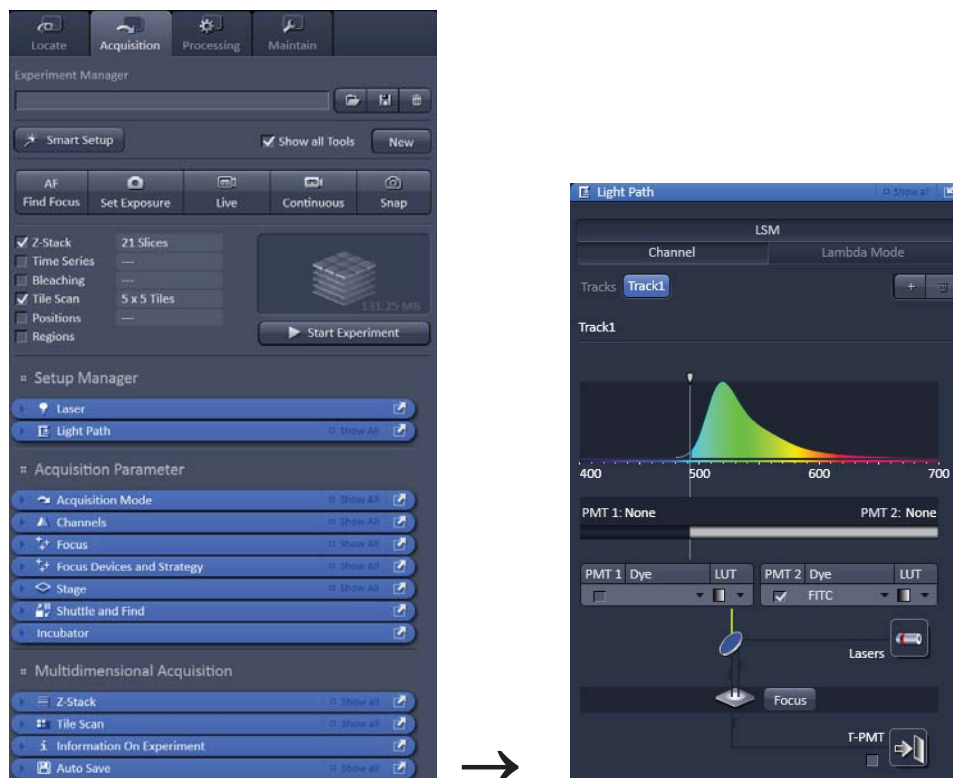 Locate Acquisition Processing Maintain
Experiment Manager
Smart Setup Show all Tools New
AF
Find Focus Set Exposure Live Continuous Snap
Z-Stack 21 Slices
Time Series ---
Bleaching ---
Tile Scan 5 x 5 Tiles
Positions ---
Regions
131.25 MB
Start Experiment
Setup Manager
Laser
Light Path Show All
Acquisition Parameter
Acquisition Mode Show All
Channels Show All
Focus Show All
Focus Devices and Strategy Show All
Stage Show All
Shuttle and Find
Incubator
Multidimensional Acquisition
Z-Stack Show all
Tile Scan Show all
Information On Experiment
Auto Save Show all
→
Light Path Show all
LSM
Channel Lambda Mode
Tracks Track1 +
Track1
400 500 600 700
PMT 1: None PMT 2: None
PMT 1 Dye LUT PMT 2 Dye LUT
FITC
Lasers
Focus
T-PMT